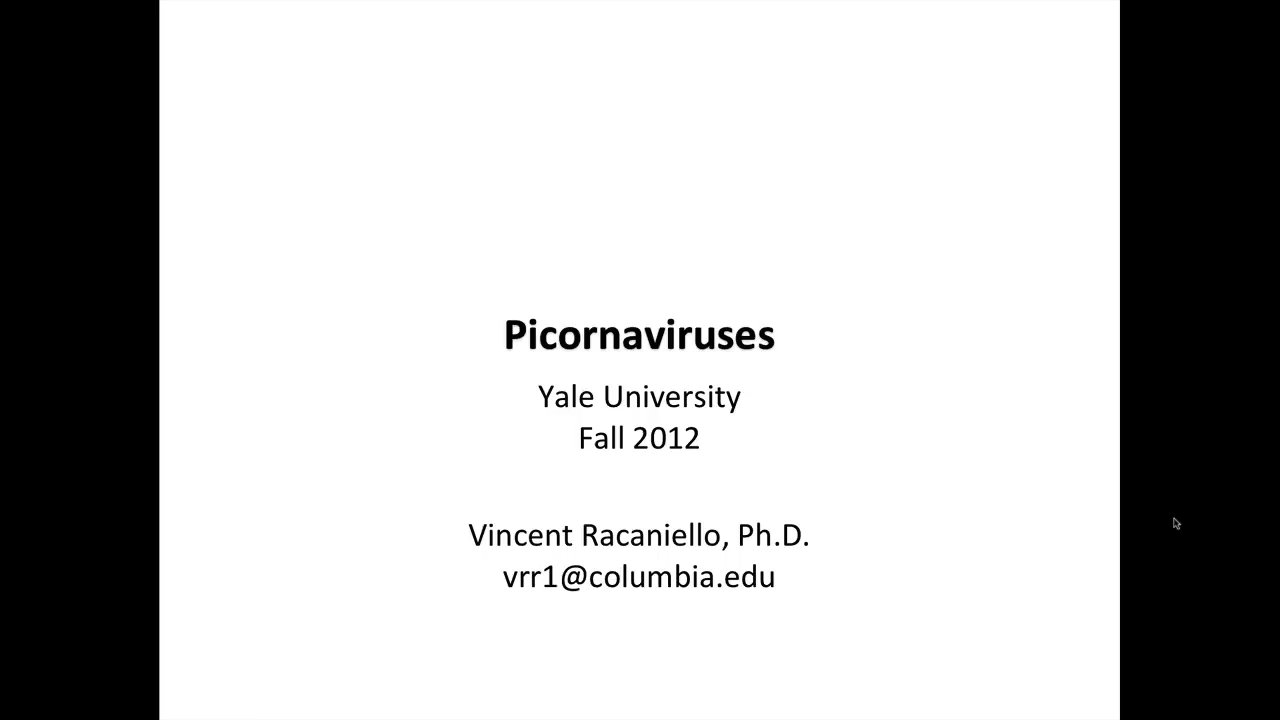 Picornaviruses
Yale University
Fall 2012
Vincent Racaniello, Ph.D.
vrr1@columbia.edu